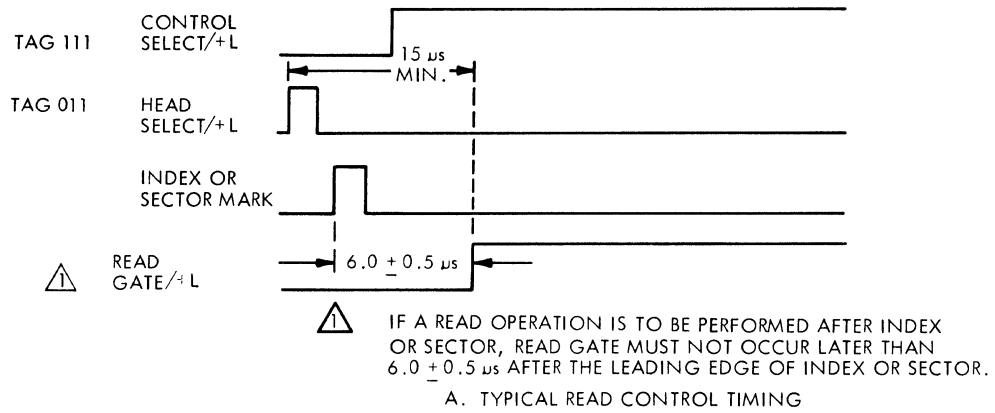 CONTROL
TAG 111 SELECT/+L
15 µs
MIN.
TAG 011 HEAD
SELECT/+L
INDEX OR
SECTOR MARK
READ
1 GATE/+L
6.0 ± 0.5 µs
1 IF A READ OPERATION IS TO BE PERFORMED AFTER INDEX
OR SECTOR, READ GATE MUST NOT OCCUR LATER THAN
6.0 ± 0.5 µs AFTER THE LEADING EDGE OF INDEX OR SECTOR.
A. TYPICAL READ CONTROL TIMING